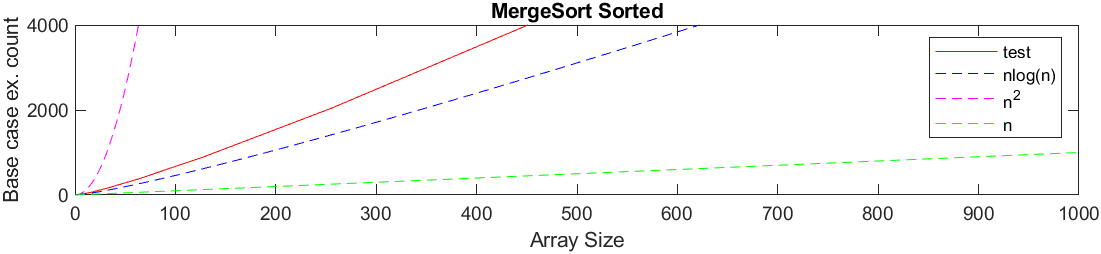 MergeSort Sorted
Base case ex. count
4000
2000
0
test
nlog(n)
n²
n
0 100 200 300 400 500 600 700 800 900 1000
Array Size